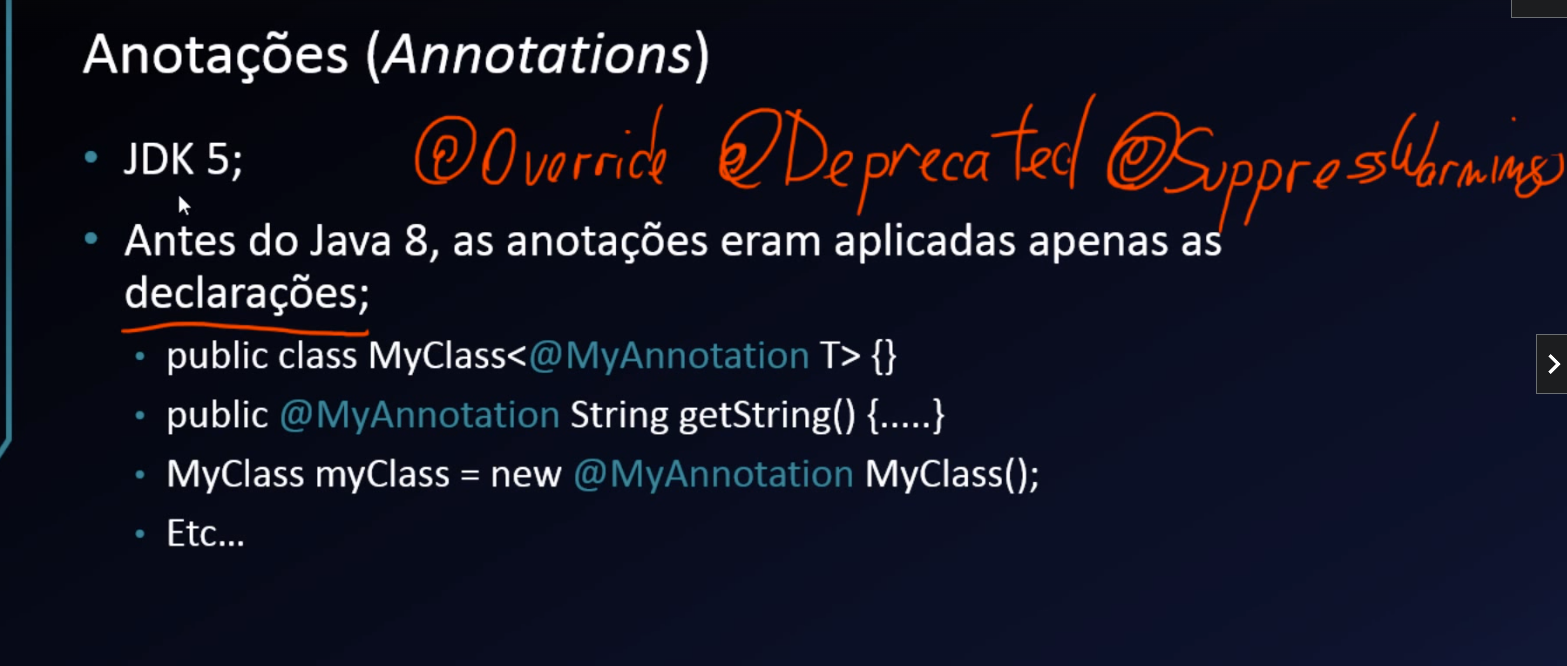 Anotações (Annotations)
• JDK 5;
@Override @Deprecated @SuppressWarnings
• Antes do Java 8, as anotações eram aplicadas apenas as
declarações;
• public class MyClass<@MyAnnotation T> {}
• public @MyAnnotation String getString() {.....}
• MyClass myClass = new @MyAnnotation MyClass();
• Etc...